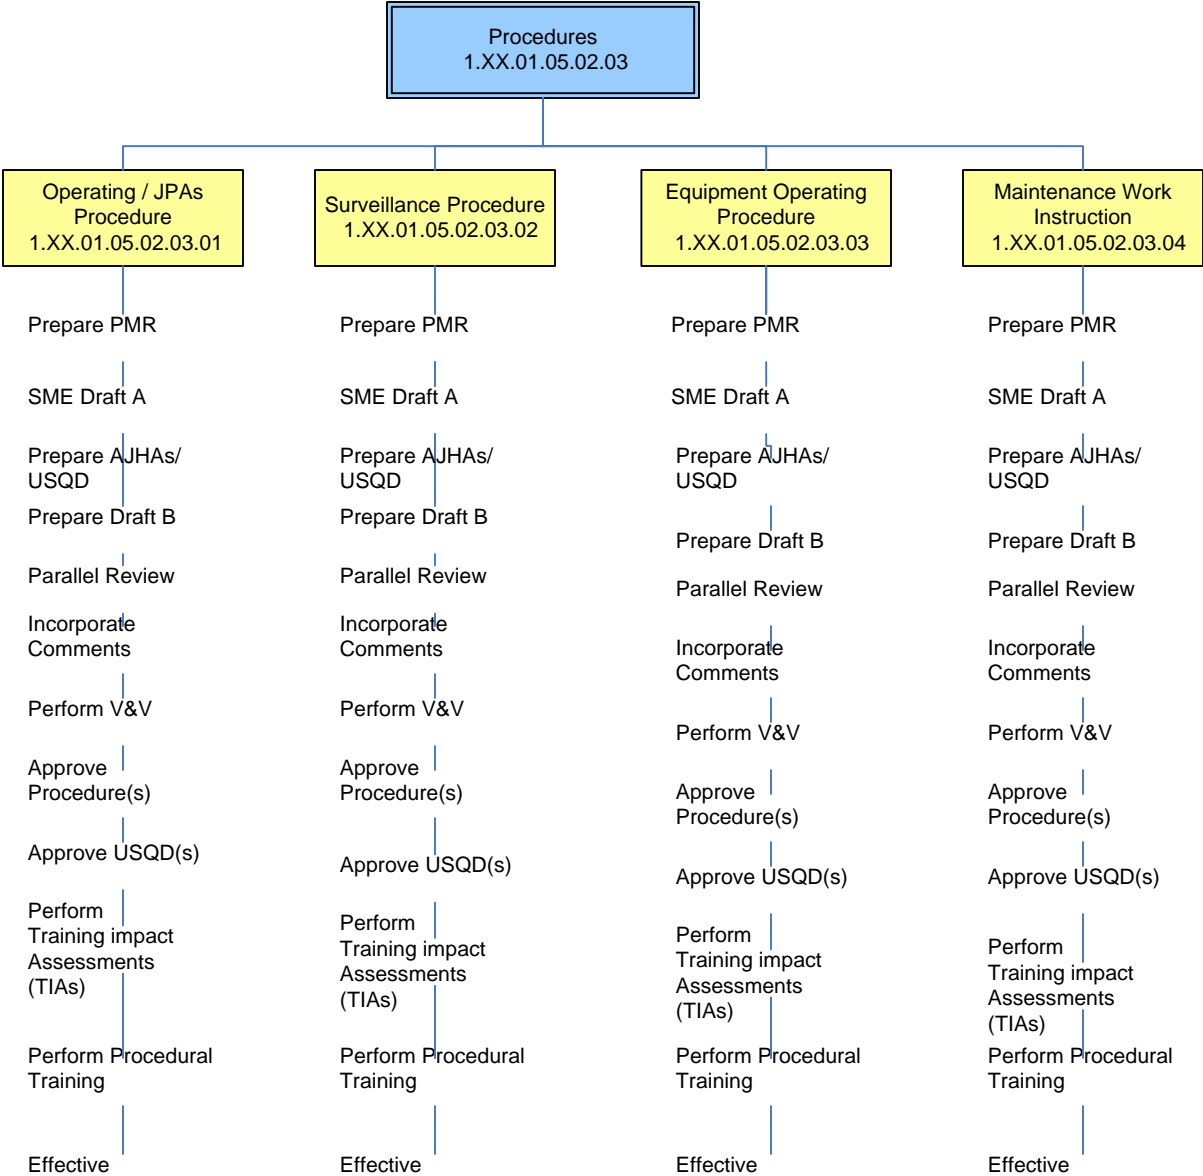 Procedures
1.XX.01.05.02.03
Operating / JPAs
Procedure
1.XX.01.05.02.03.01
Prepare PMR
SME Draft A
Prepare AJHAs/
USQD
Prepare Draft B
Parallel Review
Incorporate
Comments
Perform V&V
Approve
Procedure(s)
Approve USQD(s)
Perform
Training impact
Assessments
(TIAs)
Perform Procedural
Training
Effective
Surveillance Procedure
1.XX.01.05.02.03.02
Prepare PMR
SME Draft A
Prepare AJHAs/
USQD
Prepare Draft B
Parallel Review
Incorporate
Comments
Perform V&V
Approve
Procedure(s)
Approve USQD(s)
Perform
Training impact
Assessments
(TIAs)
Perform Procedural
Training
Effective
Equipment Operating
Procedure
1.XX.01.05.02.03.03
Prepare PMR
SME Draft A
Prepare AJHAs/
USQD
Prepare Draft B
Parallel Review
Incorporate
Comments
Perform V&V
Approve
Procedure(s)
Approve USQD(s)
Perform
Training impact
Assessments
(TIAs)
Perform Procedural
Training
Effective
Maintenance Work
Instruction
1.XX.01.05.02.03.04
Prepare PMR
SME Draft A
Prepare AJHAs/
USQD
Prepare Draft B
Parallel Review
Incorporate
Comments
Perform V&V
Approve
Procedure(s)
Approve USQD(s)
Perform
Training impact
Assessments
(TIAs)
Perform Procedural
Training
Effective